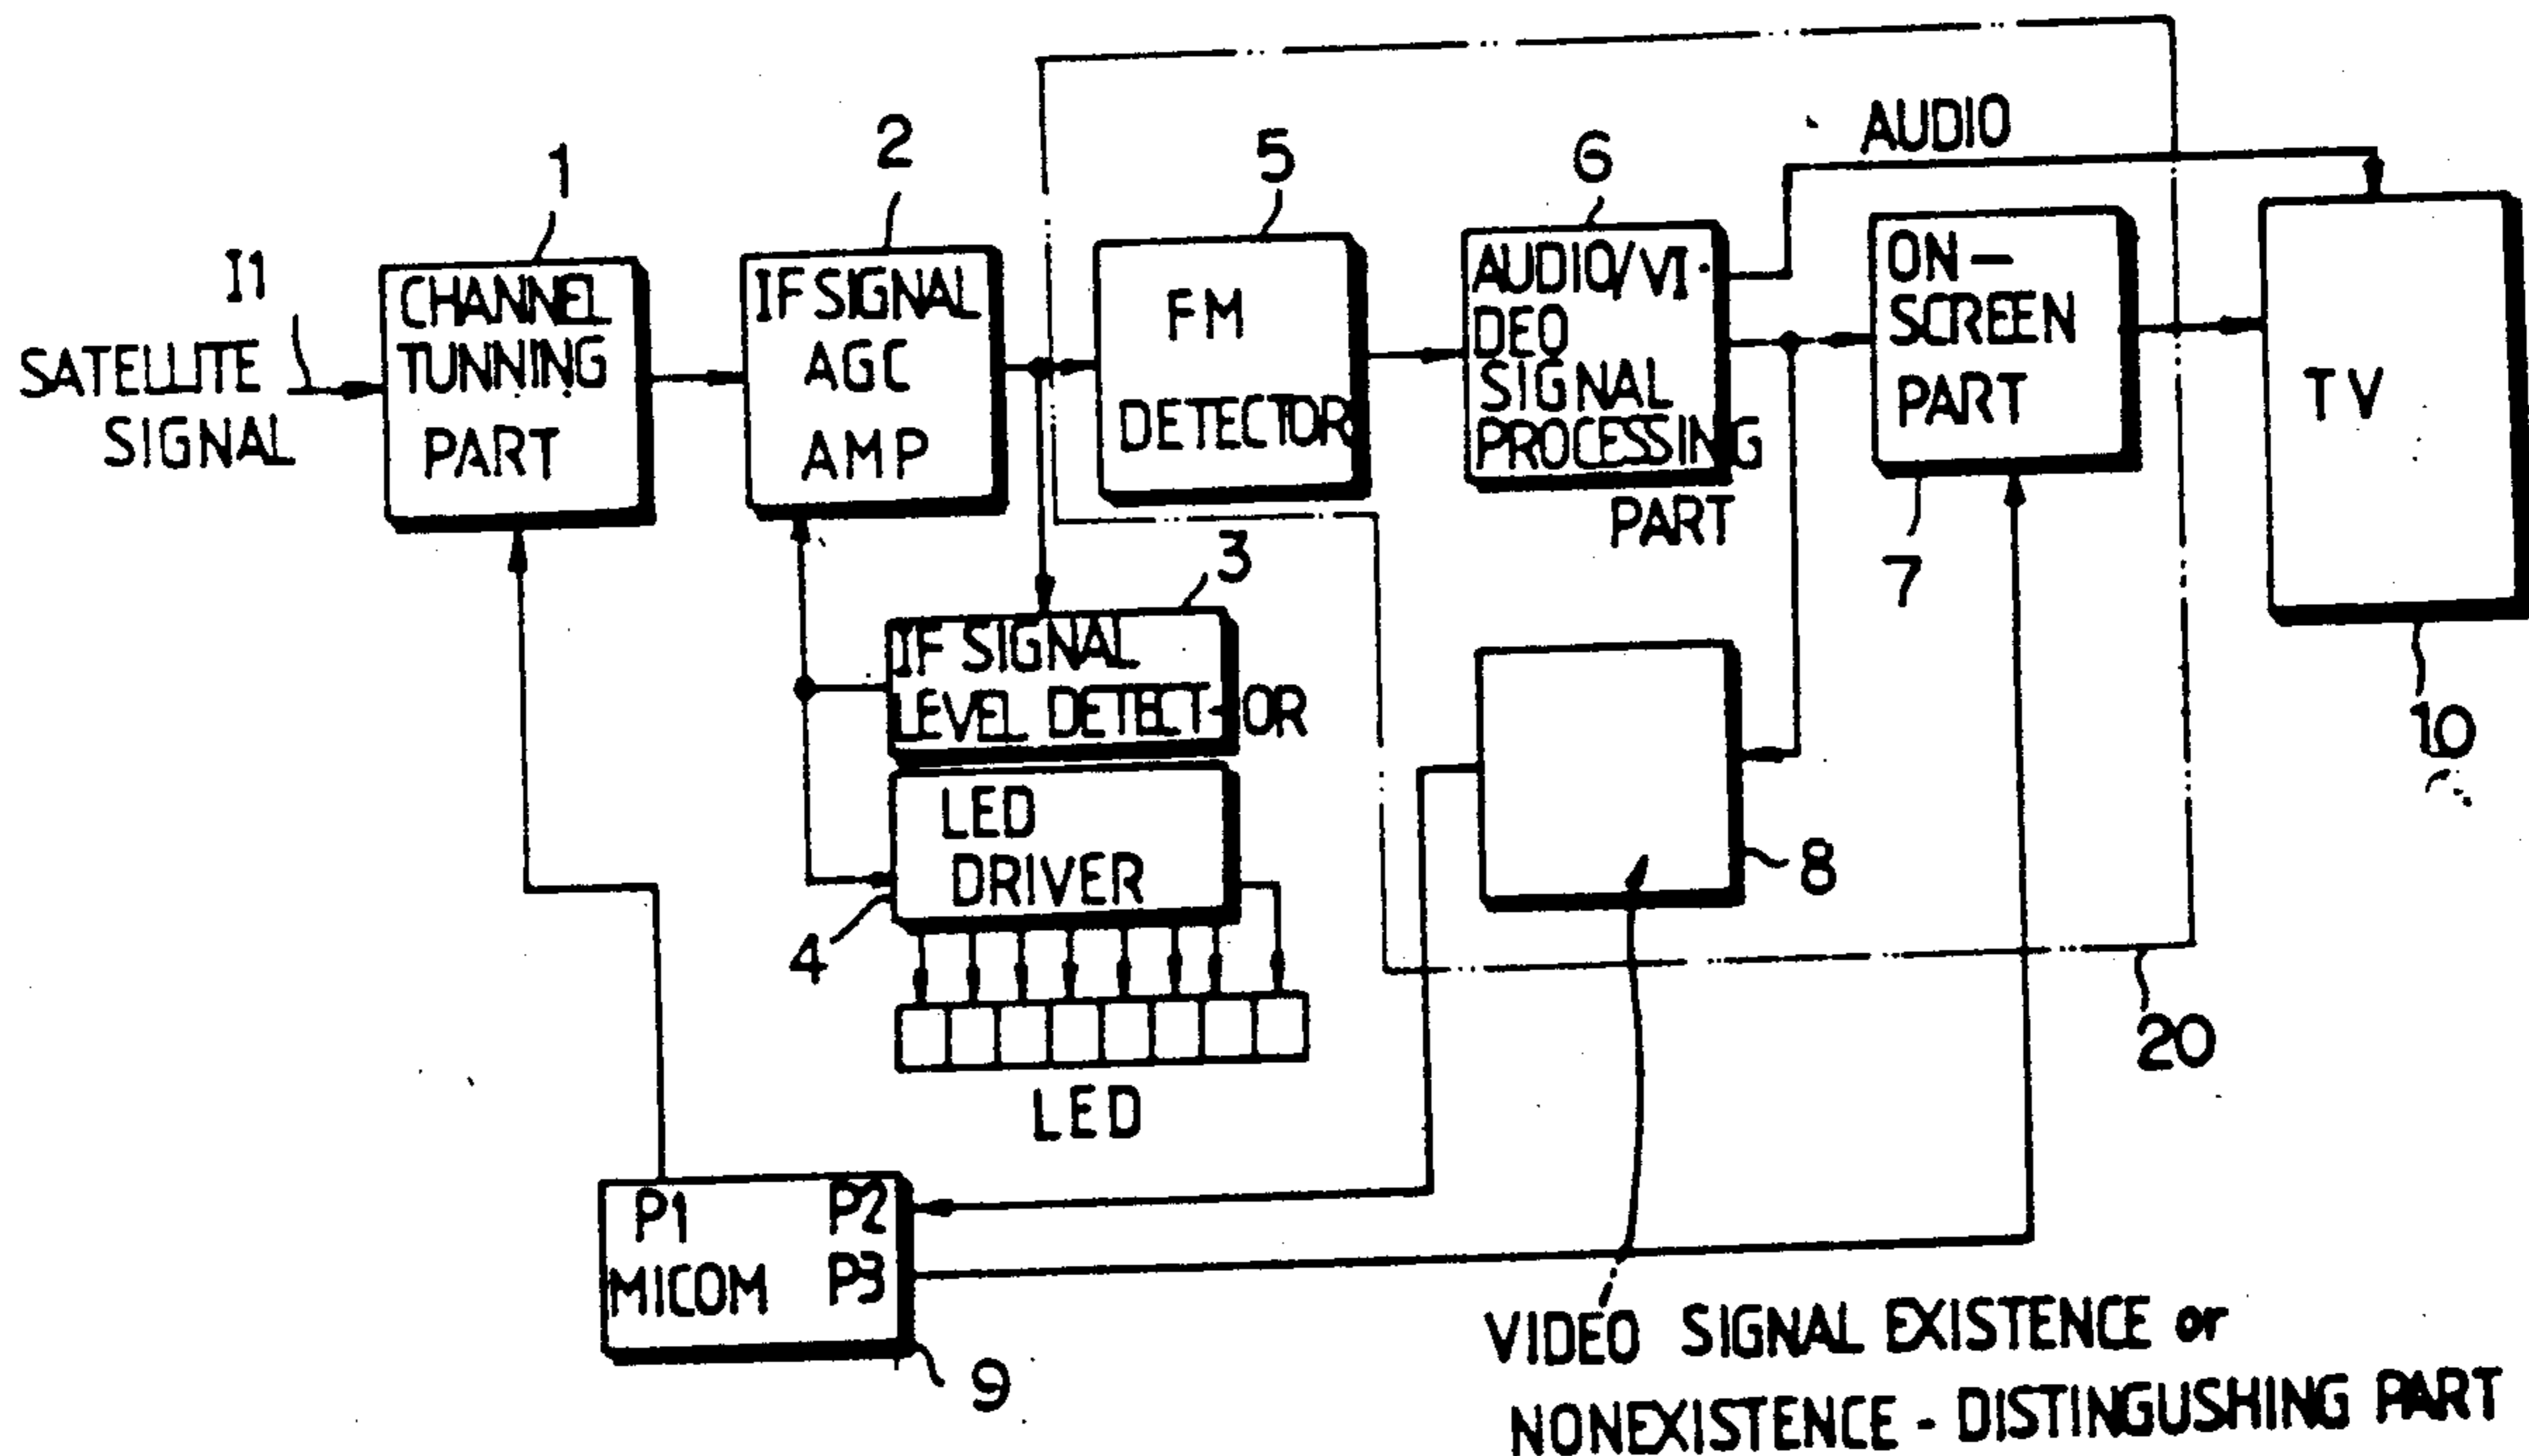 1
2
5
6
AUDIO
I1
SATELLITE
SIGNAL
CHANNEL
TUNNING
PART
IF SIGNAL
AGC
AMP
FM
DETECTOR
AUDIO/VI-
DEO
SIGNAL
PROCESSING
PART
ON-
SCREEN
PART
7
TV
10
3
IF SIGNAL
LEVEL DETECT-OR
LED
DRIVER
4
LED
8
20
P1
P2
MICOM
P3
9
VIDEO SIGNAL EXISTENCE or
NONEXISTENCE - DISTINGUSHING PART